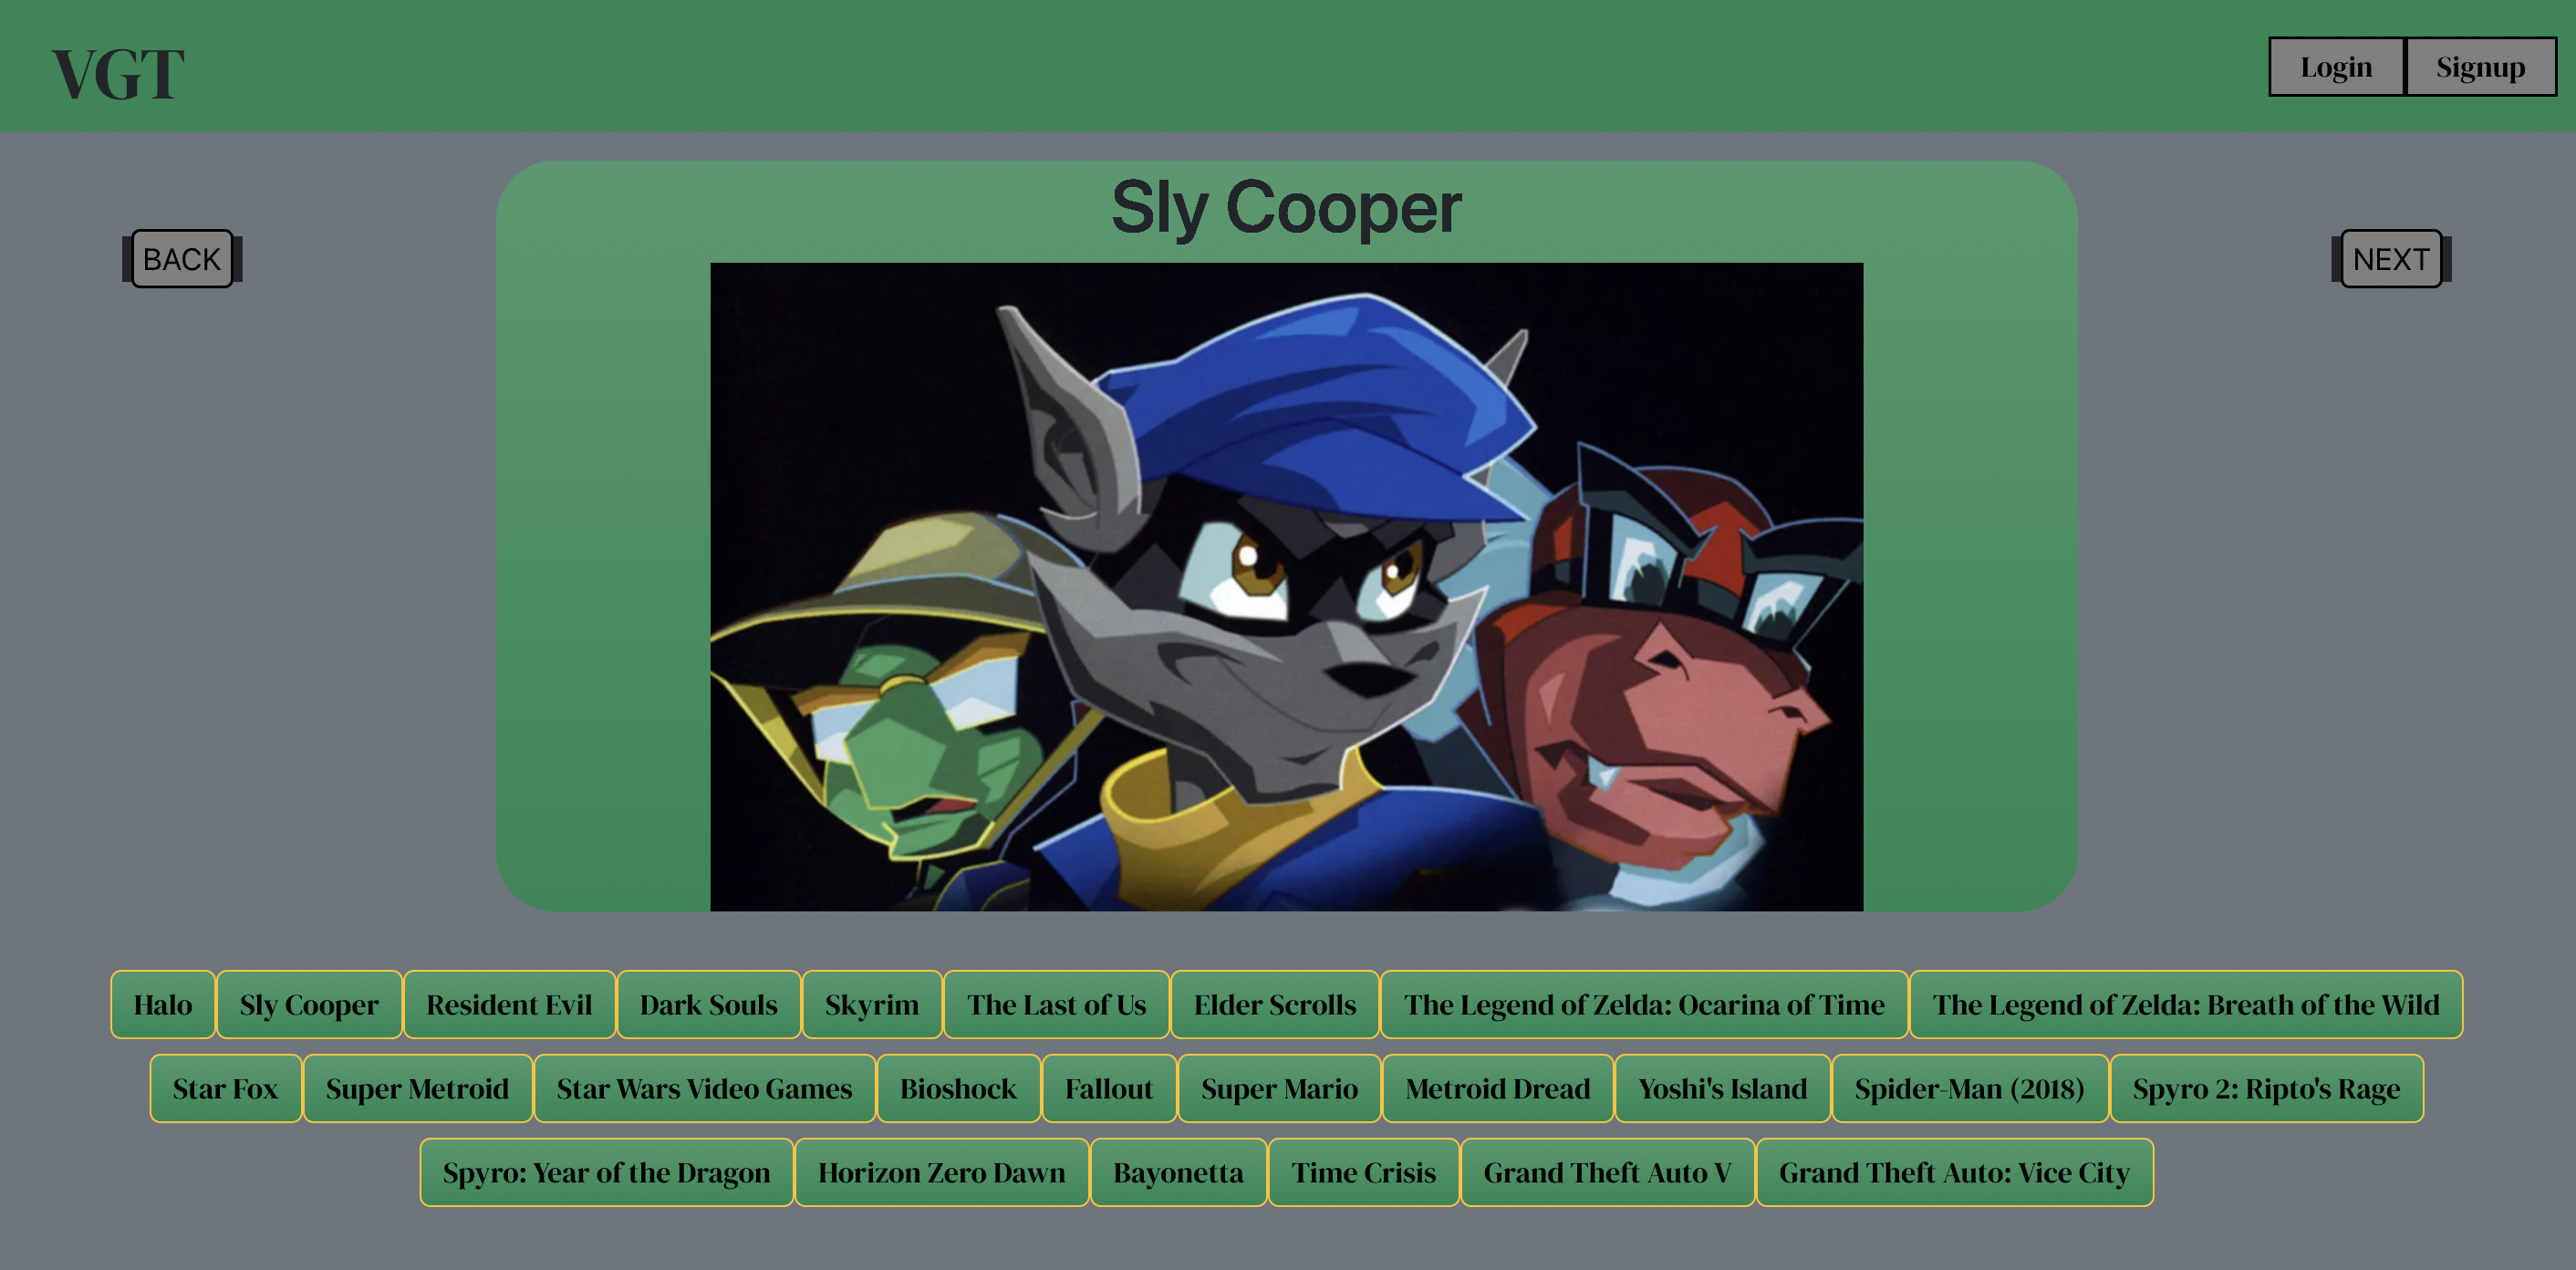 VGT
Login Signup
Sly Cooper
BACK
NEXT
Halo Sly Cooper Resident Evil Dark Souls Skyrim The Last of Us Elder Scrolls The Legend of Zelda: Ocarina of Time The Legend of Zelda: Breath of the Wild
Star Fox Super Metroid Star Wars Video Games Bioshock Fallout Super Mario Metroid Dread Yoshi's Island Spider-Man (2018) Spyro 2: Ripto's Rage
Spyro: Year of the Dragon Horizon Zero Dawn Bayonetta Time Crisis Grand Theft Auto V Grand Theft Auto: Vice City